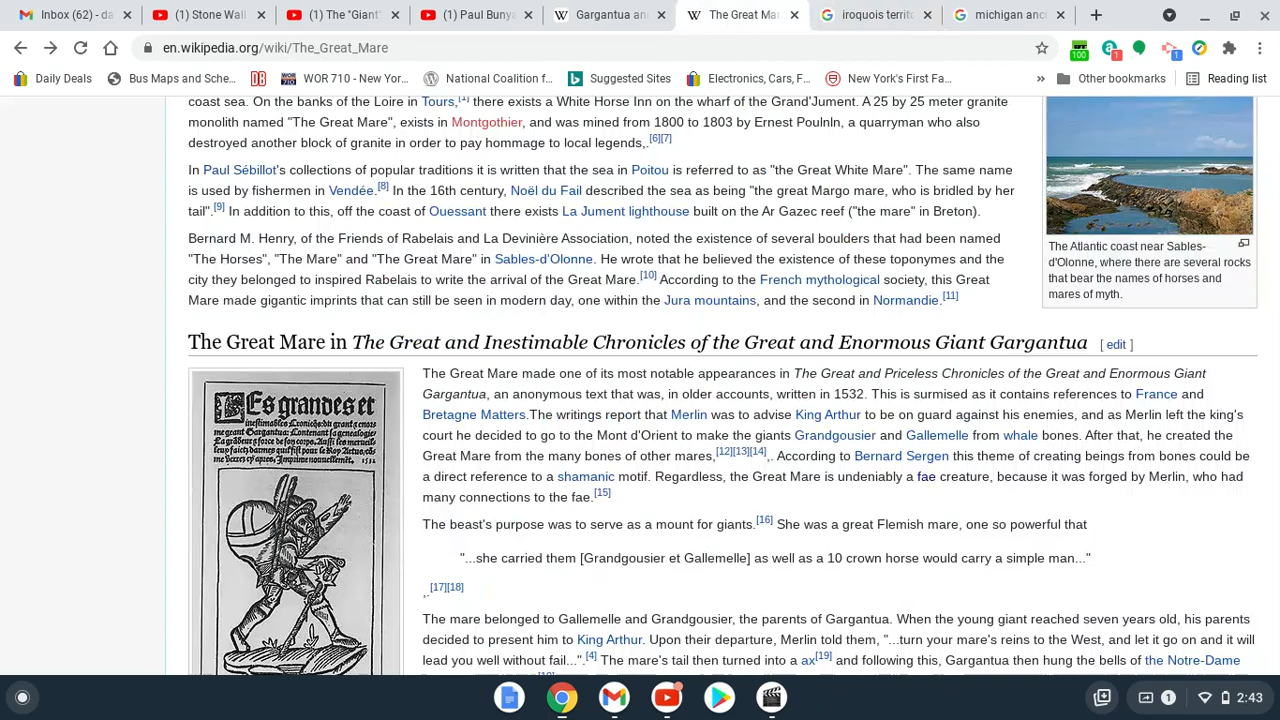 Inbox (62) - da
(1) Stone Wall
(1) The "Giant"
(1) Paul Bunya
Gargantua and
The Great Mar
iroquois territo
michigan anci
en.wikipedia.org/wiki/The_Great_Mare
100
1
1
Daily Deals
Bus Maps and Sche...
DB
WOR 710 - New Yor...
National Coalition f...
Suggested Sites
Electronics, Cars, F...
New York's First Fa...
»
Other bookmarks
Reading list
coast sea. On the banks of the Loire in Tours,[1] there exists a White Horse Inn on the wharf of the Grand'Jument. A 25 by 25 meter granite
monolith named "The Great Mare", exists in Montgothier, and was mined from 1800 to 1803 by Ernest Poulnln, a quarryman who also
destroyed another block of granite in order to pay hommage to local legends,.[6][7]
In Paul Sébillot's collections of popular traditions it is written that the sea in Poitou is referred to as "the Great White Mare". The same name
is used by fishermen in Vendée.[8] In the 16th century, Noël du Fail described the sea as being "the great Margo mare, who is bridled by her
tail".[9] In addition to this, off the coast of Ouessant there exists La Jument lighthouse built on the Ar Gazec reef ("the mare" in Breton).
Bernard M. Henry, of the Friends of Rabelais and La Devinière Association, noted the existence of several boulders that had been named
"The Horses", "The Mare" and "The Great Mare" in Sables-d'Olonne. He wrote that he believed the existence of these toponymes and the
city they belonged to inspired Rabelais to write the arrival of the Great Mare.[10] According to the French mythological society, this Great
Mare made gigantic imprints that can still be seen in modern day, one within the Jura mountains, and the second in Normandie.[11]
The Atlantic coast near Sables-
d'Olonne, where there are several rocks
that bear the names of horses and
mares of myth.
The Great Mare in The Great and Inestimable Chronicles of the Great and Enormous Giant Gargantua [ edit ]
Les grandes et
The Great Mare made one of its most notable appearances in The Great and Priceless Chronicles of the Great and Enormous Giant
Gargantua, an anonymous text that was, in older accounts, written in 1532. This is surmised as it contains references to France and
Bretagne Matters.The writings report that Merlin was to advise King Arthur to be on guard against his enemies, and as Merlin left the king's
court he decided to go to the Mont d'Orient to make the giants Grandgousier and Gallemelle from whale bones. After that, he created the
Great Mare from the many bones of other mares,[12][13][14],. According to Bernard Sergen this theme of creating beings from bones could be
a direct reference to a shamanic motif. Regardless, the Great Mare is undeniably a fae creature, because it was forged by Merlin, who had
many connections to the fae.[15]
The beast's purpose was to serve as a mount for giants.[16] She was a great Flemish mare, one so powerful that
"...she carried them [Grandgousier et Gallemelle] as well as a 10 crown horse would carry a simple man..."
,.[17][18]
The mare belonged to Gallemelle and Grandgousier, the parents of Gargantua. When the young giant reached seven years old, his parents
decided to present him to King Arthur. Upon their departure, Merlin told them, "...turn your mare's reins to the West, and let it go on and it will
lead you well without fail...".[4] The mare's tail then turned into a ax[19] and following this, Gargantua then hung the bells of the Notre-Dame
1
2:43